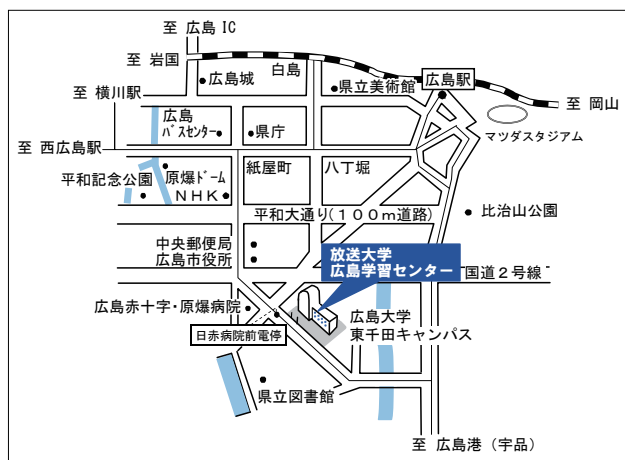 至 広島 IC
至 岩国
白島
広島城
県立美術館
広島駅
至 横川駅
至 岡山
広島
バスセンター
県庁
マツダスタジアム
至 西広島駅
原爆ドーム
紙屋町
八丁堀
平和記念公園
NHK
平和大通り(100m道路)
比治山公園
中央郵便局
広島市役所
放送大学
広島学習センター
国道2号線
広島赤十字・原爆病院
広島大学
東千田キャンパス
日赤病院前電停
県立図書館
至 広島港（宇品）